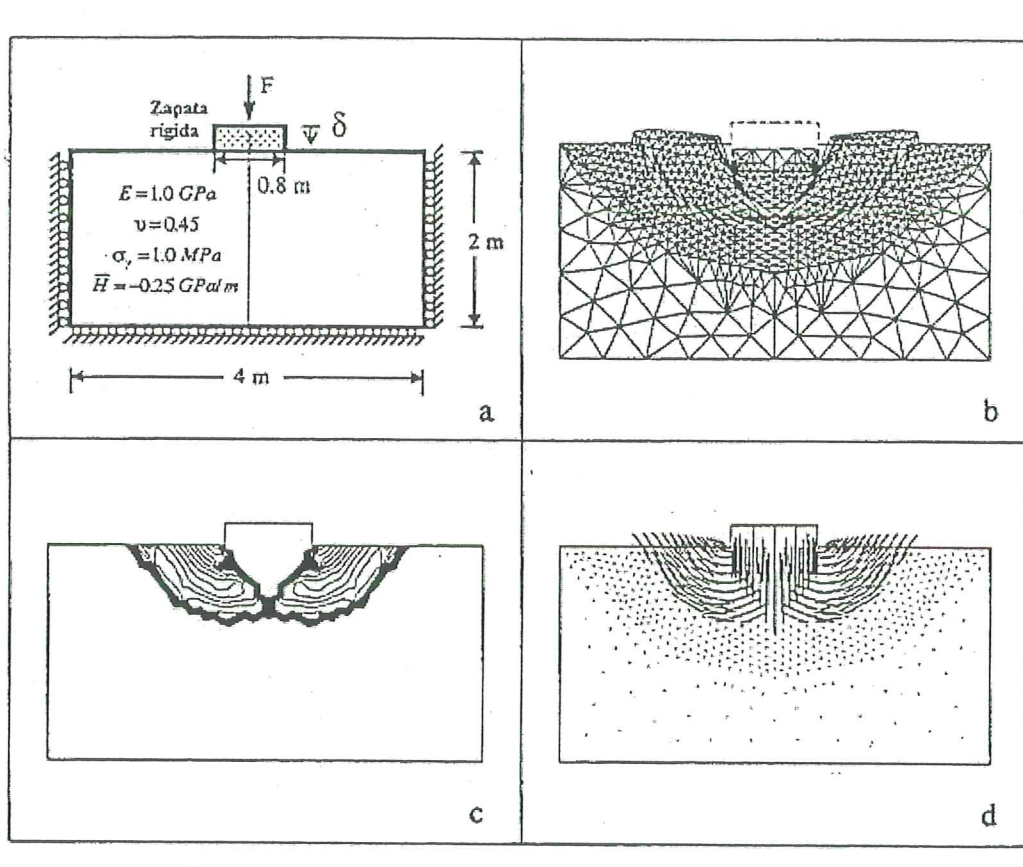 F
Zapata
rigida
δ
0.8 m
E=1.0 GPa
υ=0.45
σy=1.0 MPa
H̅=-0.25 GPa/m
2 m
4 m
a
b
c
d